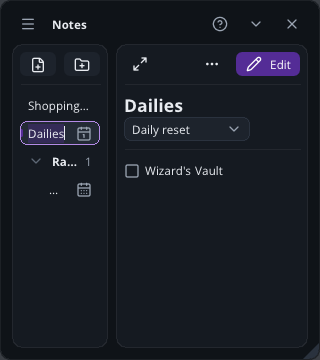 Notes
Edit
Shopping...
Dailies
Ra... 1
...
Dailies
Daily reset
Wizard's Vault